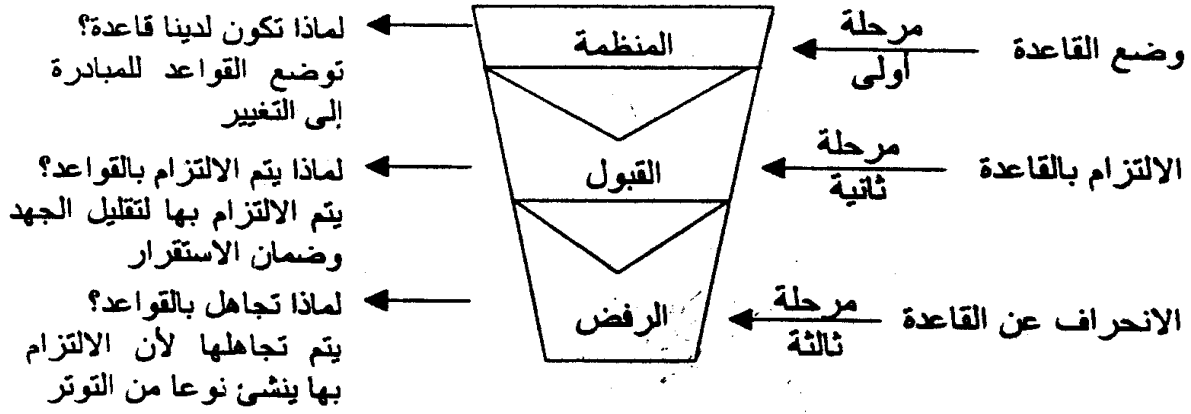 وضع القاعدة
مرحلة
أولى
المنظمة
لماذا تكون لدينا قاعدة؟
توضع القواعد للمبادرة
إلى التغيير
الالتزام بالقاعدة
مرحلة
ثانية
القبول
لماذا يتم الالتزام بالقواعد؟
يتم الالتزام بها لتقليل الجهد
وضمان الاستقرار
الانحراف عن القاعدة
مرحلة
ثالثة
الرفض
لماذا تجاهل بالقواعد؟
يتم تجاهلها لأن الالتزام
بها ينشئ نوعا من التوتر